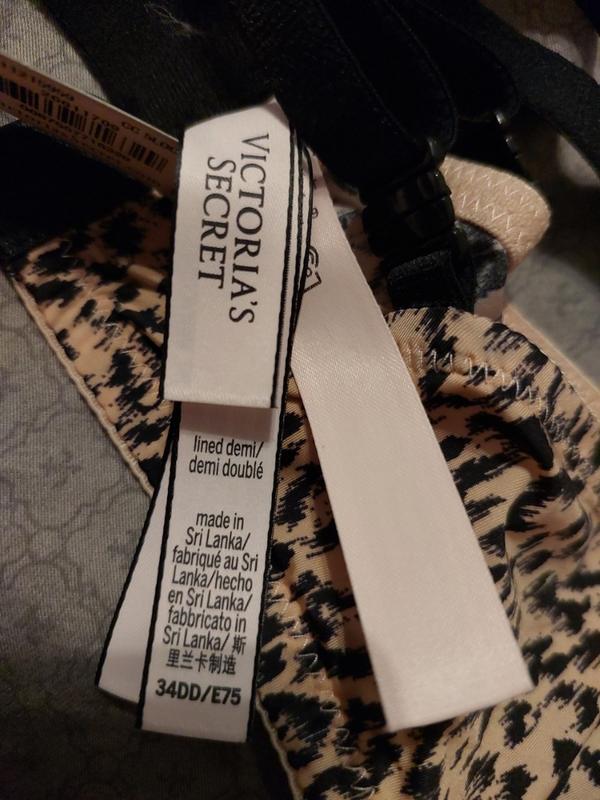 VICTORIA'S
SECRET
lined demi/
demi doublé
made in
Sri Lanka/
fabriqué au Sri
Lanka/hecho
en Sri Lanka/
fabbricato in
Sri Lanka/ 斯
里兰卡制造
34DD/E75